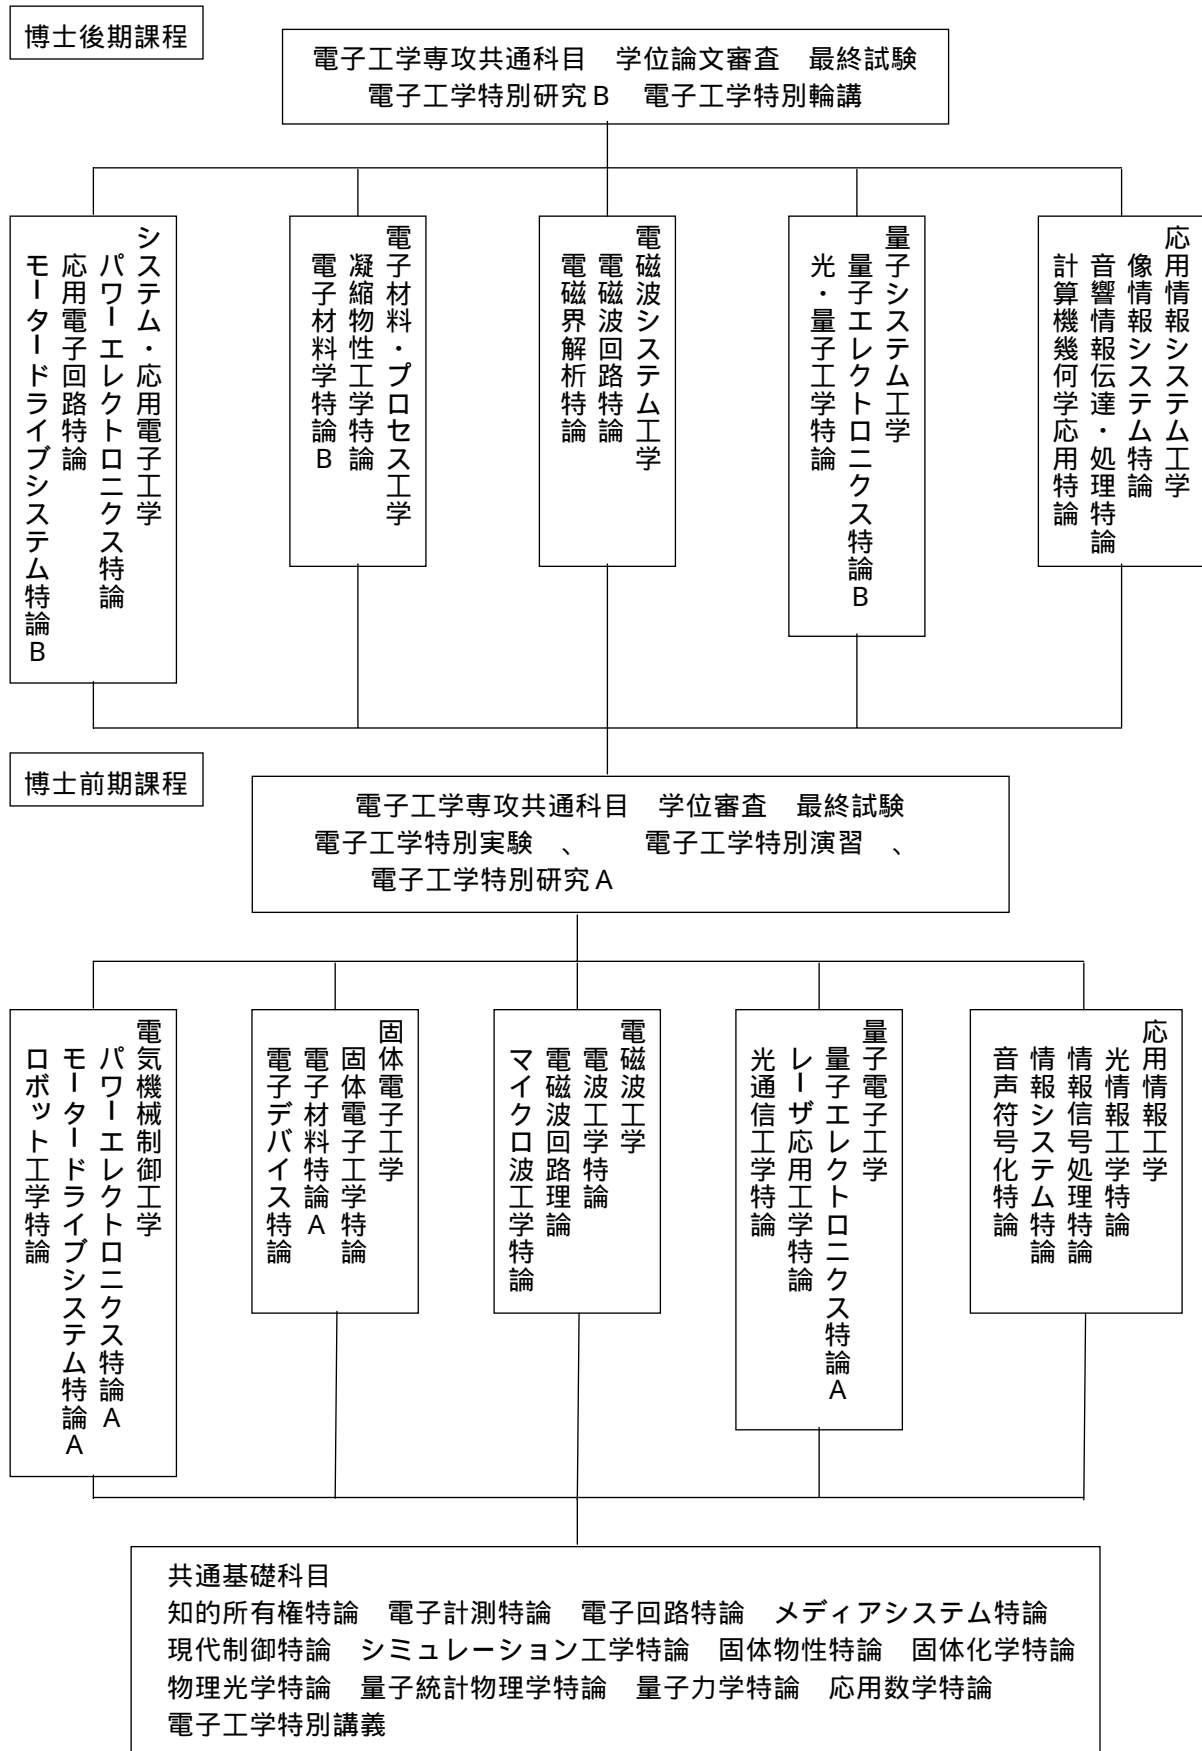 博士後期課程
電子工学専攻共通科目　学位論文審査　最終試験
電子工学特別研究B　電子工学特別輪講
システム・応用電子工学
パワーエレクトロニクス特論
応用電子回路特論
モータードライブシステム特論B
電子材料・プロセス工学
凝縮物性工学特論
電子材料学特論B
電磁波システム工学
電磁波回路特論
電磁界解析特論
量子システム工学
量子エレクトロニクス特論B
光・量子工学特論
応用情報システム工学
像情報システム特論
音響情報伝達・処理特論
計算機幾何学応用特論
博士前期課程
電子工学専攻共通科目　学位審査　最終試験
電子工学特別実験　、　　電子工学特別演習　、
電子工学特別研究A
電気機械制御工学
パワーエレクトロニクス特論A
モータードライブシステム特論A
ロボット工学特論
固体電子工学
固体電子工学特論
電子材料特論A
電子デバイス特論
電磁波工学
電波工学特論
電磁波回路理論
マイクロ波工学特論
量子電子工学
量子エレクトロニクス特論A
レーザ応用工学特論
光通信工学特論
応用情報工学
光情報工学特論
情報信号処理特論
情報システム特論
音声符号化特論
共通基礎科目
知的所有権特論　電子計測特論　電子回路特論　メディアシステム特論
現代制御特論　シミュレーション工学特論　固体物性特論　固体化学特論
物理光学特論　量子統計物理学特論　量子力学特論　応用数学特論
電子工学特別講義